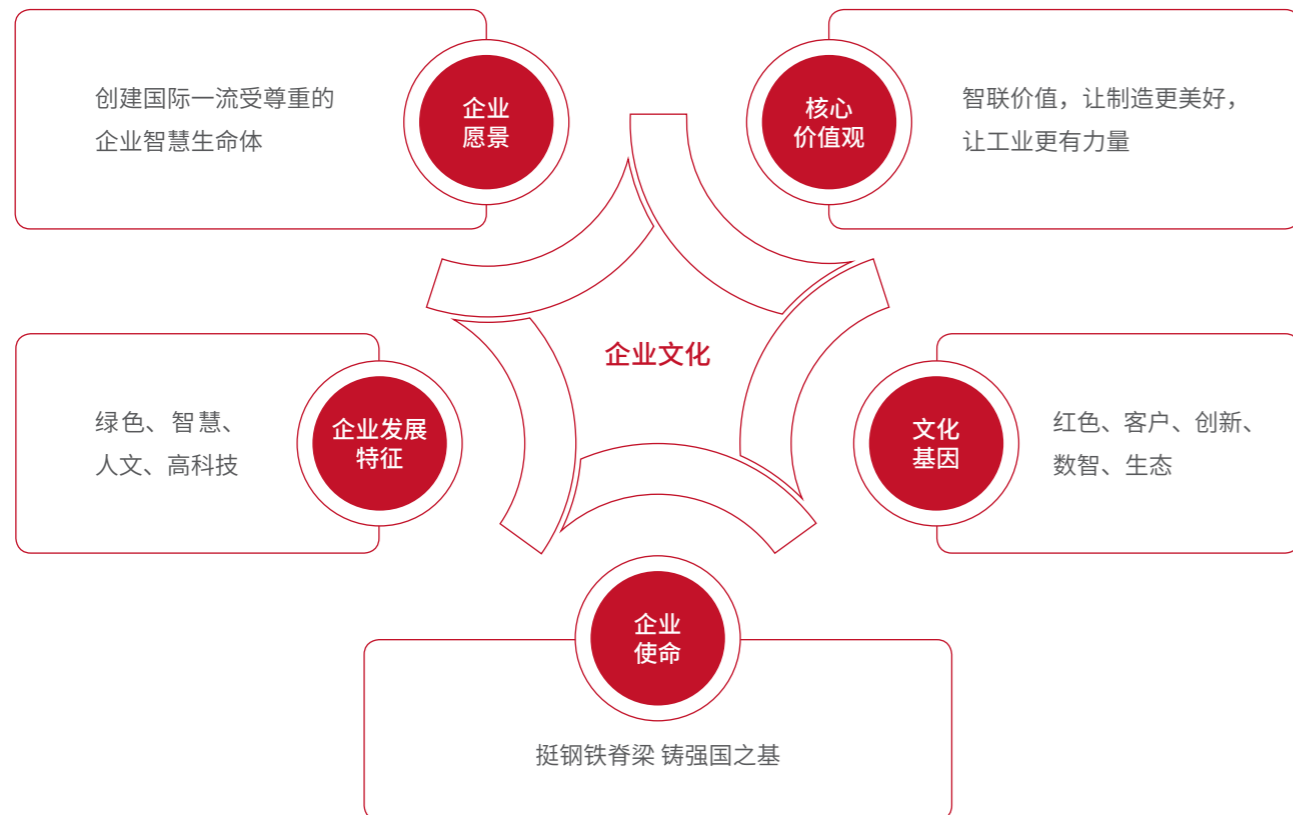 企业
愿景
创建国际一流受尊重的
企业智慧生命体
核心
价值观
智联价值，让制造更美好，
让工业更有力量
企业文化
企业发展
特征
绿色、智慧、
人文、高科技
文化
基因
红色、客户、创新、
数智、生态
企业
使命
挺钢铁脊梁 铸强国之基